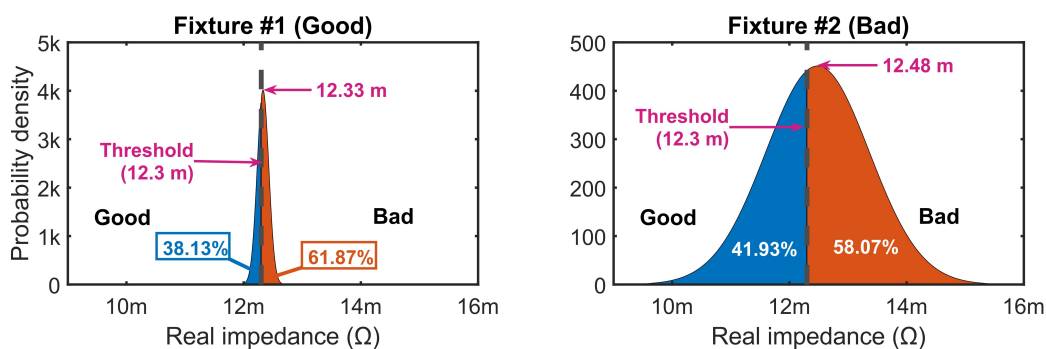 Fixture #1 (Good)
5k
4k
3k
2k
1k
0
Probability density
12.33 m
Threshold
(12.3 m)
Good
Bad
38.13%
61.87%
10m
12m
14m
16m
Real impedance (Ω)
Fixture #2 (Bad)
500
400
300
200
100
0
12.48 m
Threshold
(12.3 m)
Good
Bad
41.93%
58.07%
10m
12m
14m
16m
Real impedance (Ω)